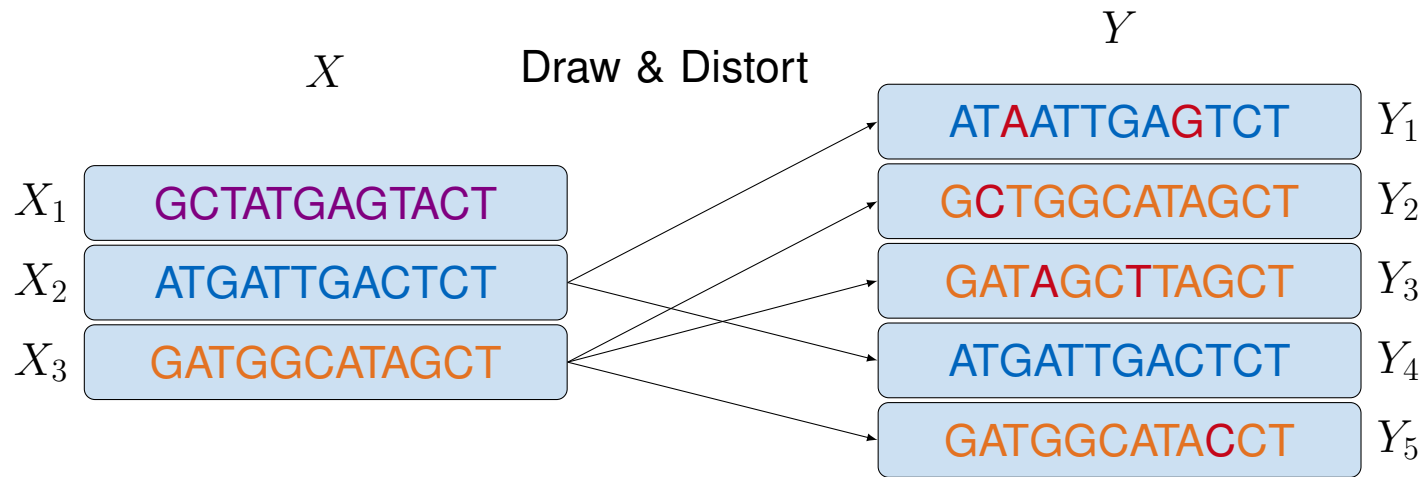 X
Draw & Distort
Y
X₁ GCTATGAGTACT
X₂ ATGATTGACTCT
X₃ GATGGCATAGCT
ATAATTGAGTCT Y₁
GCTGGCATAGCT Y₂
GATAGCTTAGCT Y₃
ATGATTGACTCT Y₄
GATGGCATACCT Y₅